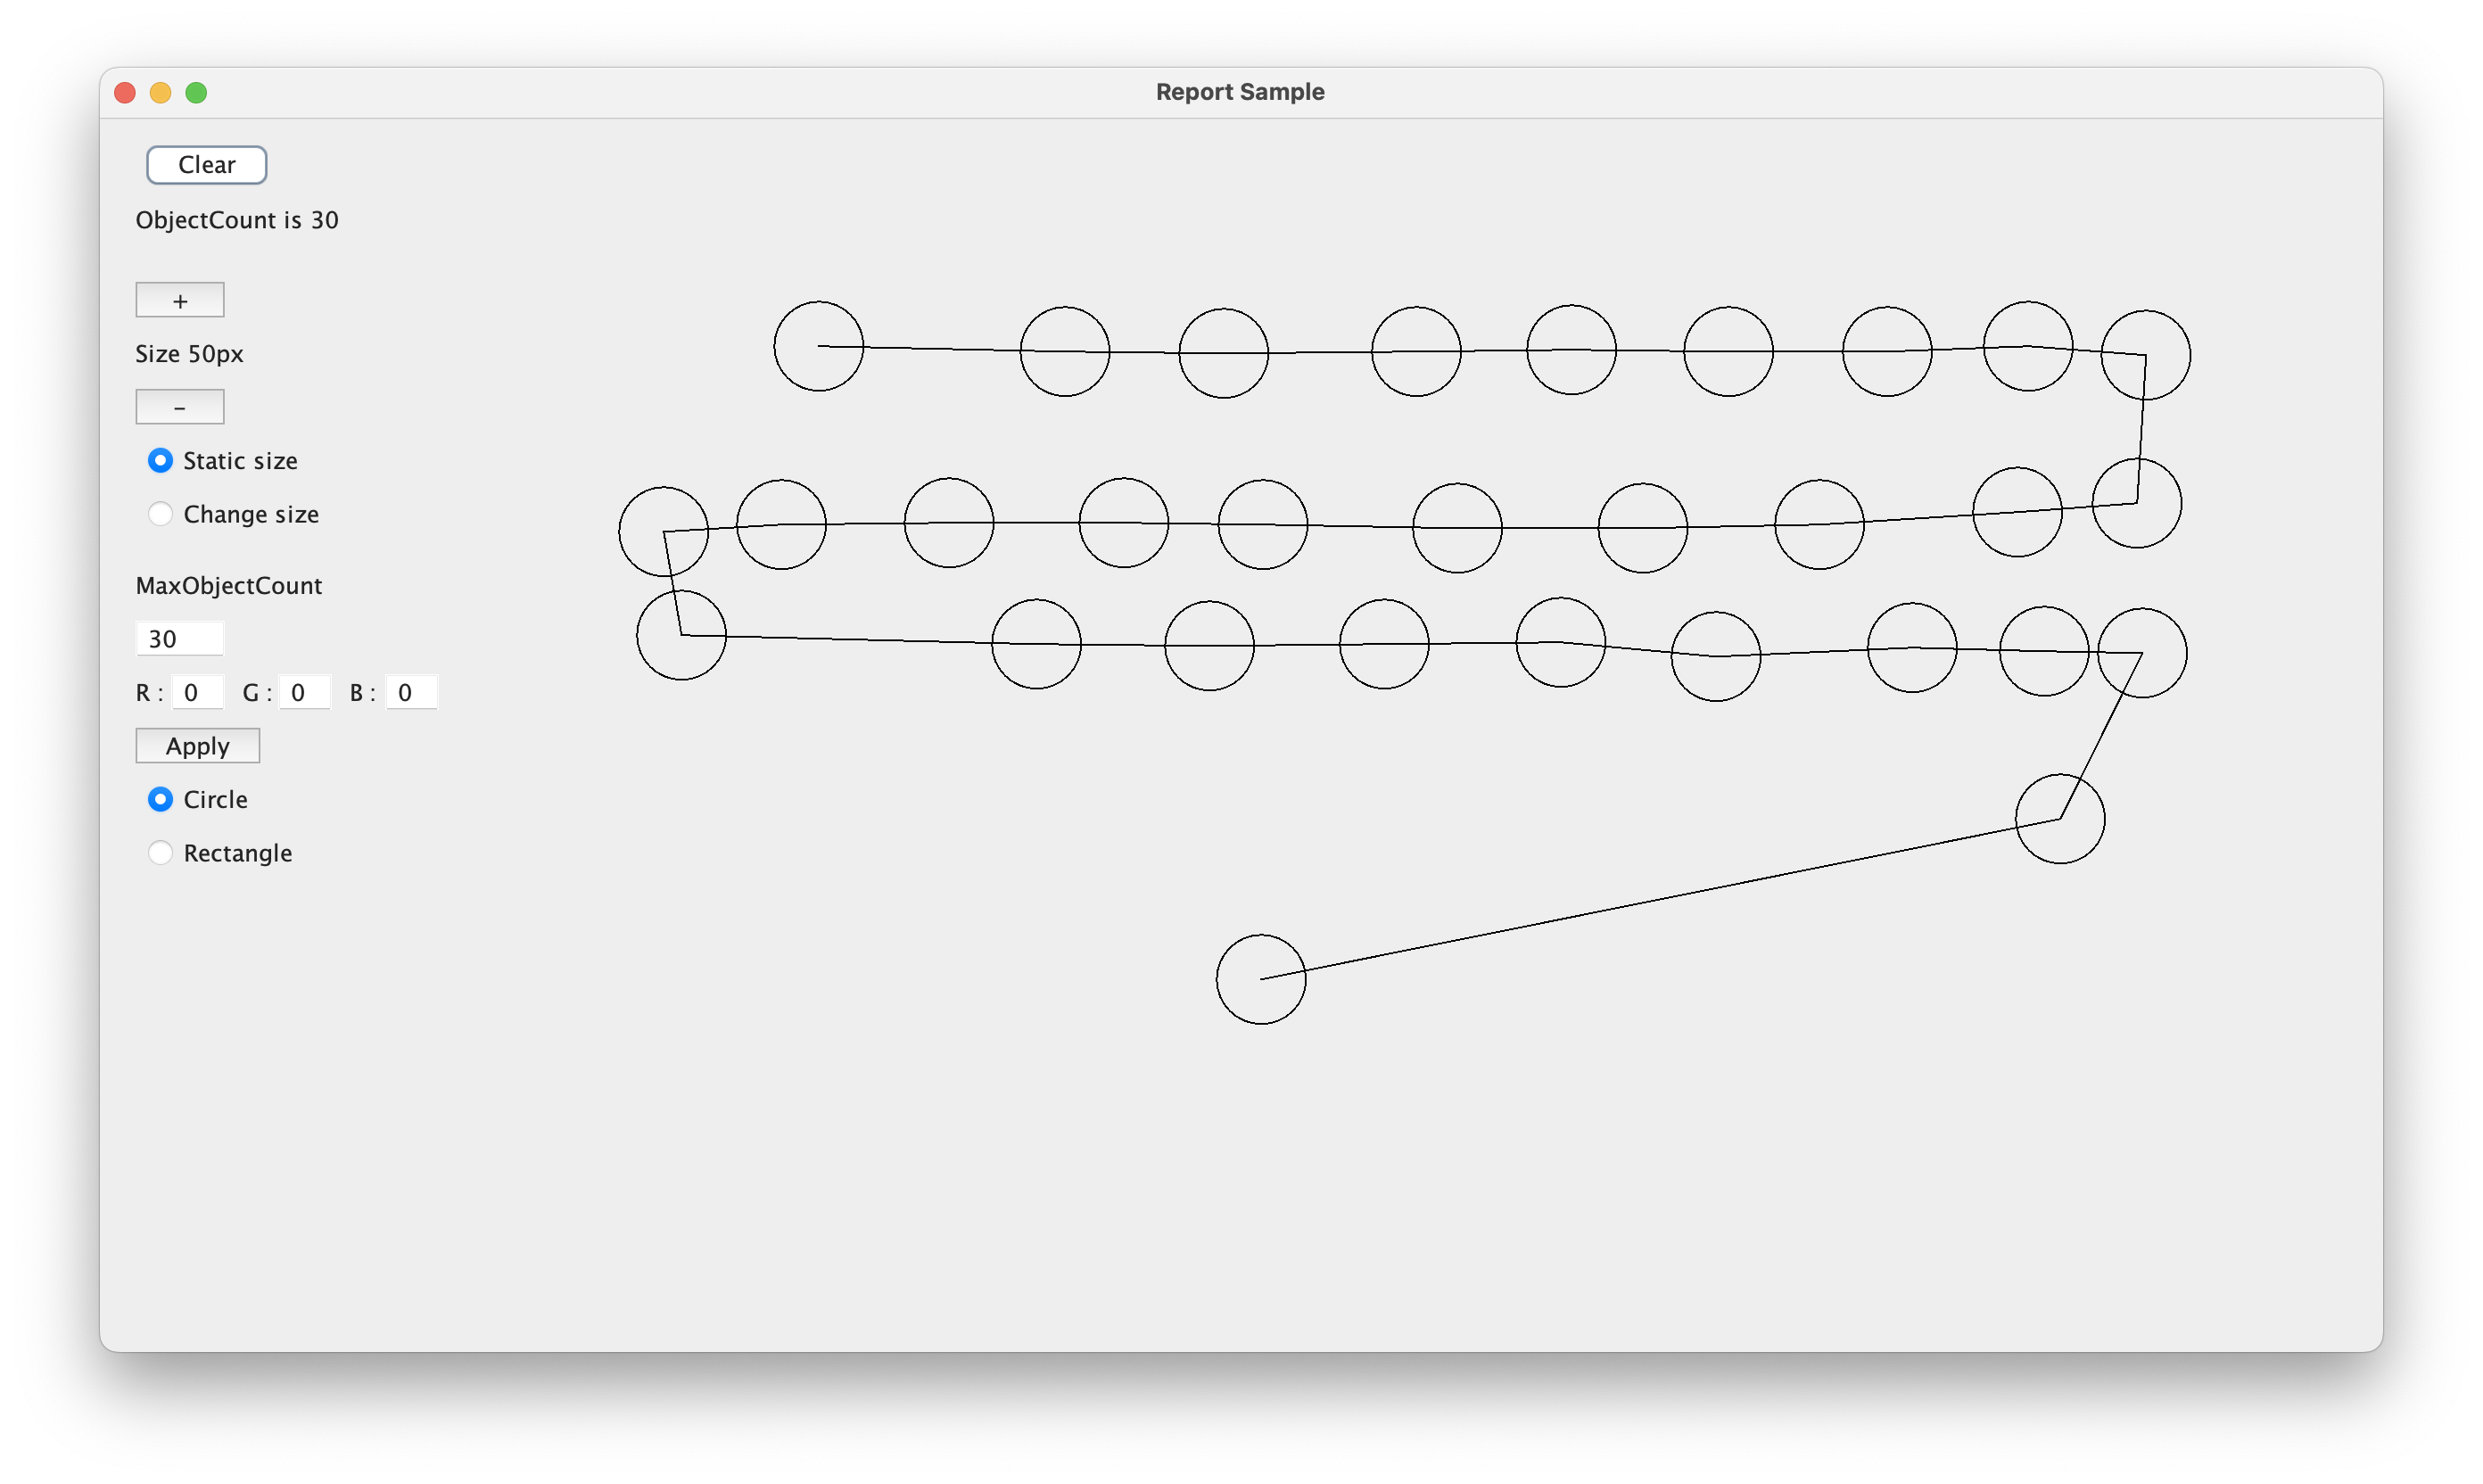 Report Sample
Clear
ObjectCount is 30
+
Size 50px
-
Static size
Change size
MaxObjectCount
30
R : 0 G : 0 B : 0
Apply
Circle
Rectangle